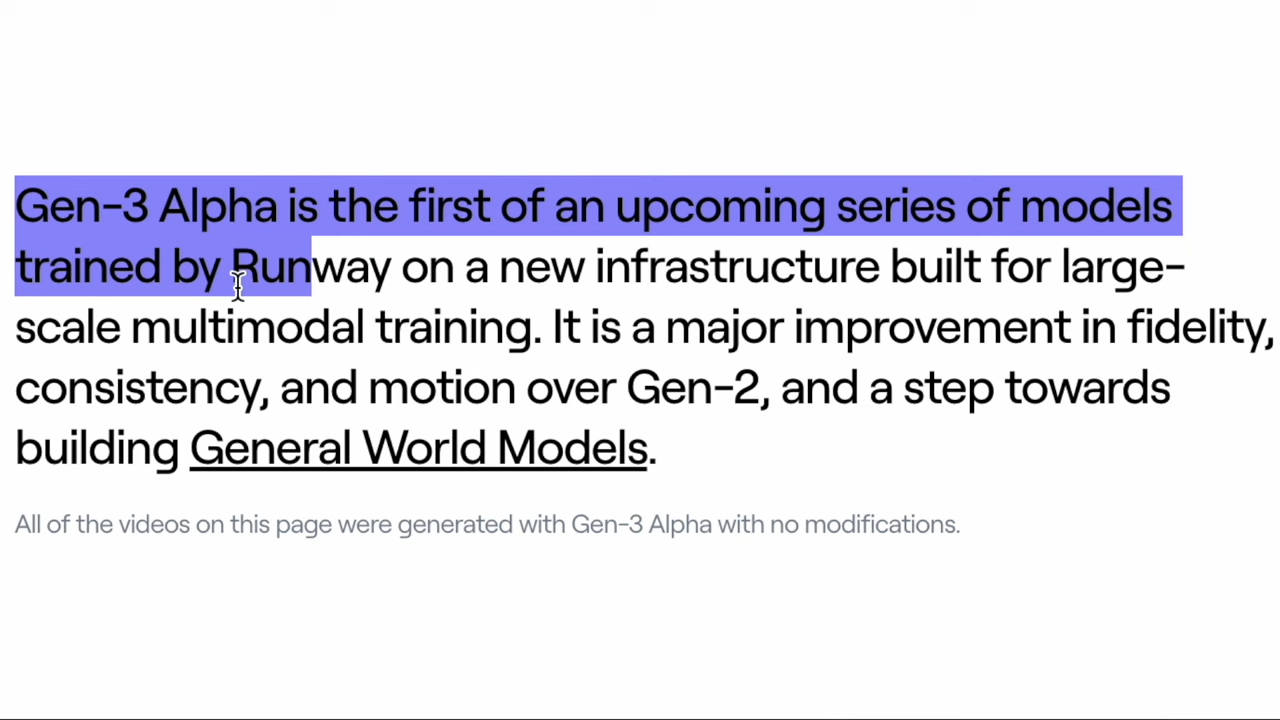 Gen-3 Alpha is the first of an upcoming series of models
trained by Runway on a new infrastructure built for large-
scale multimodal training. It is a major improvement in fidelity,
consistency, and motion over Gen-2, and a step towards
building General World Models.
All of the videos on this page were generated with Gen-3 Alpha with no modifications.